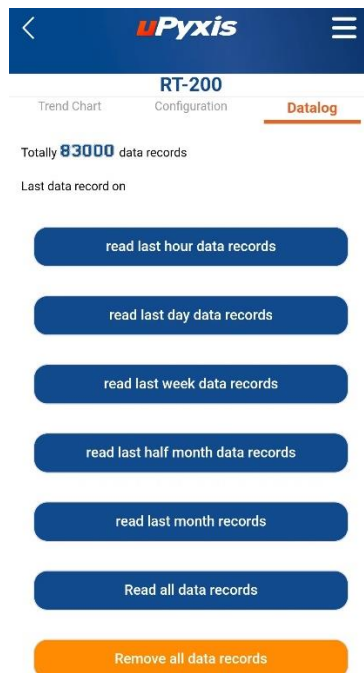 uPyxis
RT-200
Trend Chart Configuration Datalog
Totally 83000 data records
Last data record on
read last hour data records
read last day data records
read last week data records
read last half month data records
read last month records
Read all data records
Remove all data records